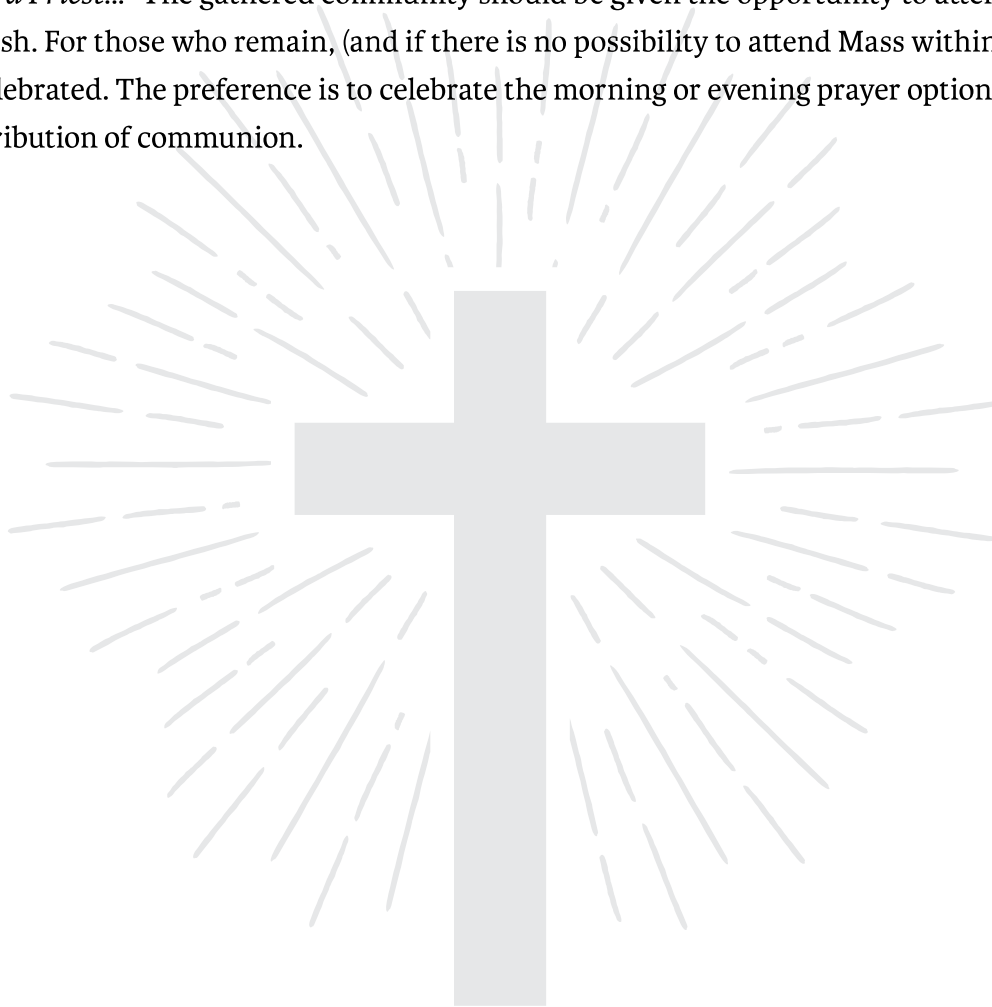 a Priest..." The gathered community should be given the opportunity to
sh. For those who remain, (and if there is no possibility to attend Mass within
lebrated. The preference is to celebrate the morning or evening prayer option
ribution of communion.